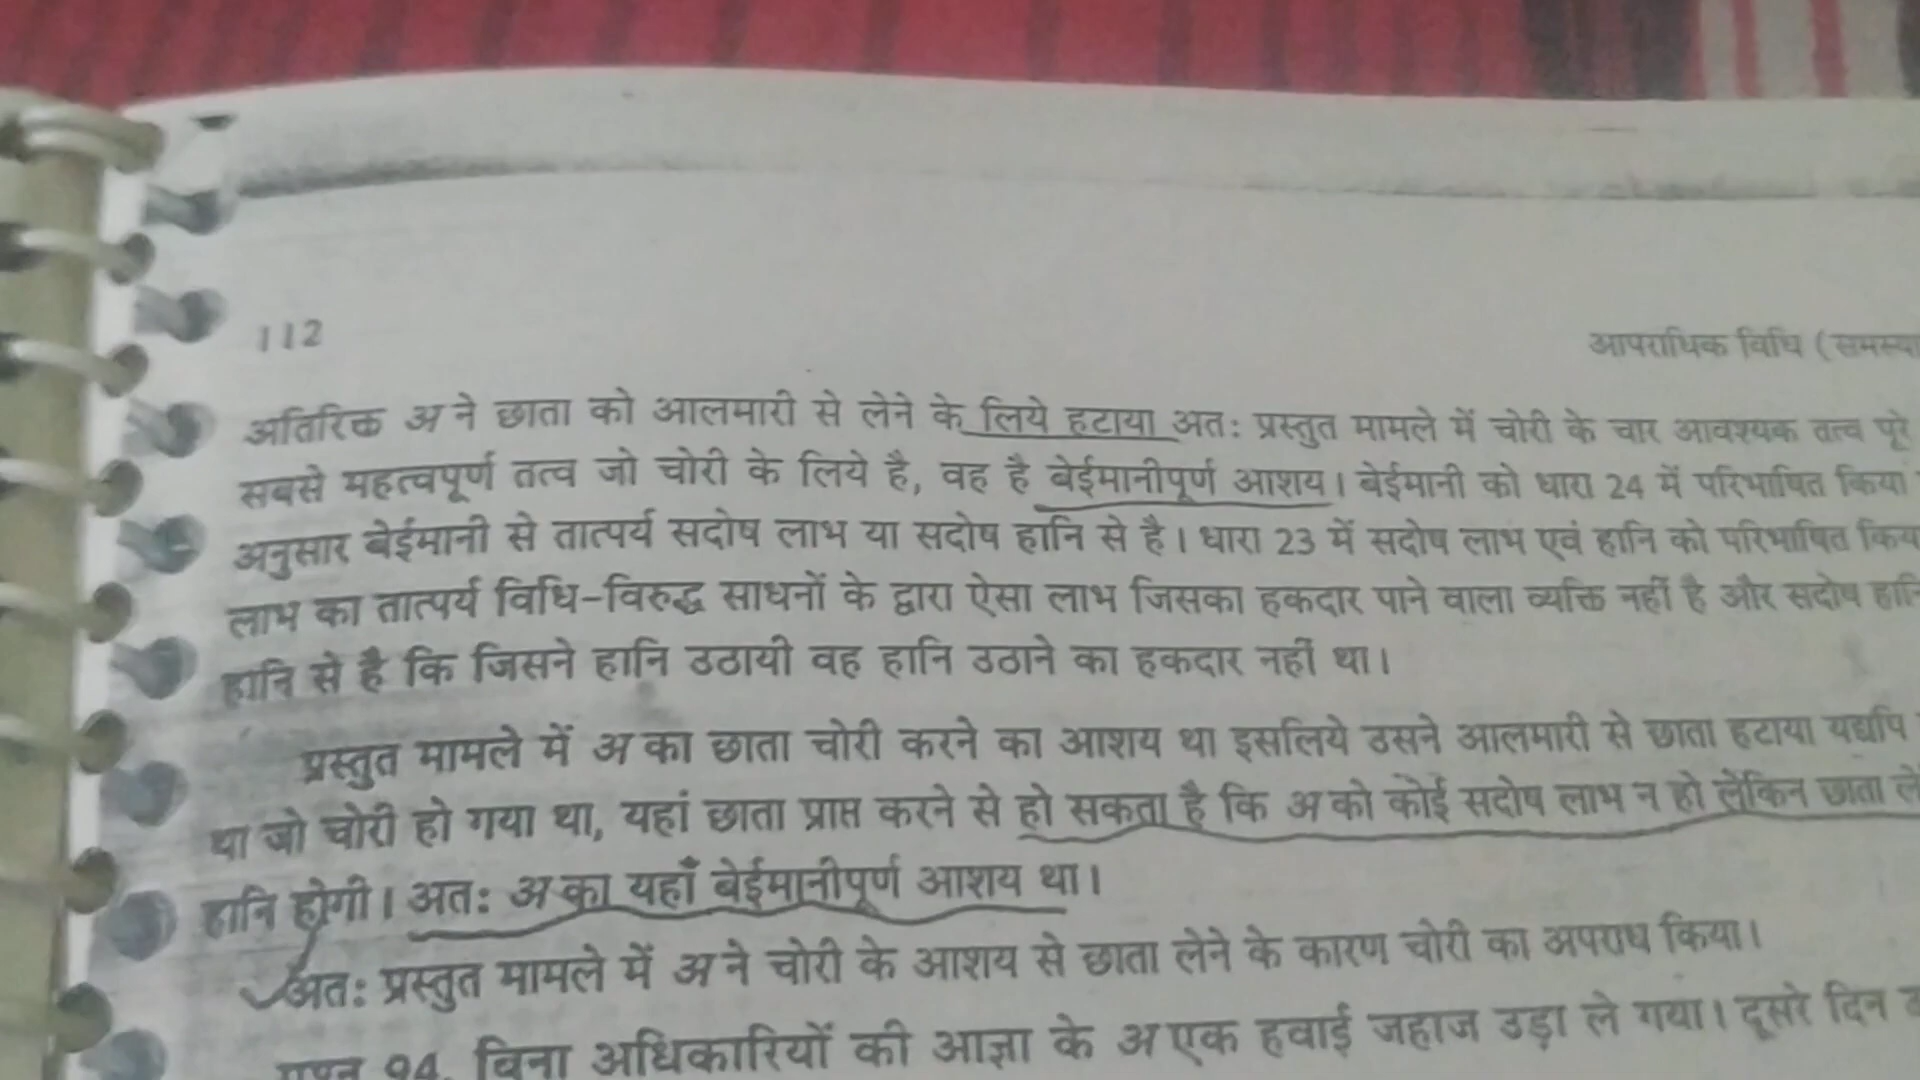 112
आपराधिक विधि (समस्या
अतिरिक्त अ ने छाता को आलमारी से लेने के लिये हटाया अतः प्रस्तुत मामले में चोरी के चार आवश्यक तत्व पूरे
सबसे महत्वपूर्ण तत्व जो चोरी के लिये है, वह है बेईमानीपूर्ण आशय। बेईमानी को धारा 24 में परिभाषित किया
अनुसार बेईमानी से तात्पर्य सदोष लाभ या सदोष हानि से है। धारा 23 में सदोष लाभ एवं हानि को परिभाषित किय
लाभ का तात्पर्य विधि-विरुद्ध साधनों के द्वारा ऐसा लाभ जिसका हकदार पाने वाला व्यक्ति नहीं है और सदोष हानि
हानि से है कि जिसने हानि उठायी वह हानि उठाने का हकदार नहीं था।
प्रस्तुत मामले में अ का छाता चोरी करने का आशय था इसलिये उसने आलमारी से छाता हटाया यद्यपि
था जो चोरी हो गया था, यहां छाता प्राप्त करने से हो सकता है कि अ को कोई सदोष लाभ न हो लेकिन छाता ले
हानि होगी। अतः अ का यहाँ बेईमानीपूर्ण आशय था।
अतः प्रस्तुत मामले में अ ने चोरी के आशय से छाता लेने के कारण चोरी का अपराध किया।
प्रश्न 94. बिना अधिकारियों की आज्ञा के अ एक हवाई जहाज उड़ा ले गया। दूसरे दिन